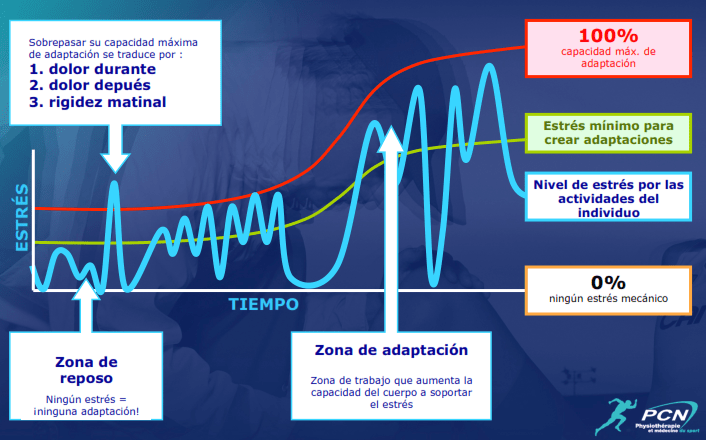 Sobrepasar su capacidad máxima
de adaptación se traduce por :
1. dolor durante
2. dolor depués
3. rigidez matinal
100%
capacidad máx. de
adaptación
Estrés mínimo para
crear adaptaciones
Nivel de estrés por las
actividades del
individuo
0%
ningún estrés mecánico
ESTRÉS
TIEMPO
Zona de
reposo
Ningún estrés =
¡ninguna adaptación!
Zona de adaptación
Zona de trabajo que aumenta la
capacidad del cuerpo a soportar
el estrés
PCN
Physiothérapie
et médecine du sport